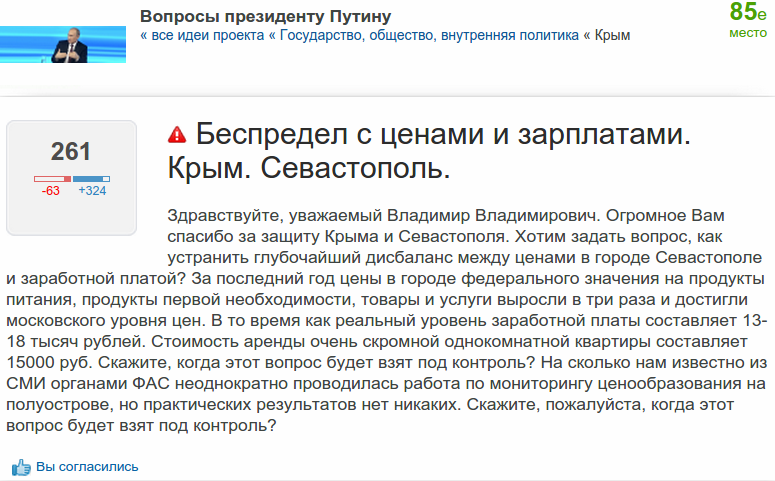 Вопросы президенту Путину
« все идеи проекта « Государство, общество, внутренняя политика « Крым
85е
место
261
-63 +324
Беспредел с ценами и зарплатами.
Крым. Севастополь.
Здравствуйте, уважаемый Владимир Владимирович. Огромное Вам
спасибо за защиту Крыма и Севастополя. Хотим задать вопрос, как
устранить глубочайший дисбаланс между ценами в городе Севастополе
и заработной платой? За последний год цены в городе федерального значения на продукты
питания, продукты первой необходимости, товары и услуги выросли в три раза и достигли
московского уровня цен. В то время как реальный уровень заработной платы составляет 13-
18 тысяч рублей. Стоимость аренды очень скромной однокомнатной квартиры составляет
15000 руб. Скажите, когда этот вопрос будет взят под контроль? На сколько нам известно из
СМИ органами ФАС неоднократно проводилась работа по мониторингу ценообразования на
полуострове, но практических результатов нет никаких. Скажите, пожалуйста, когда этот
вопрос будет взят под контроль?
Вы согласились